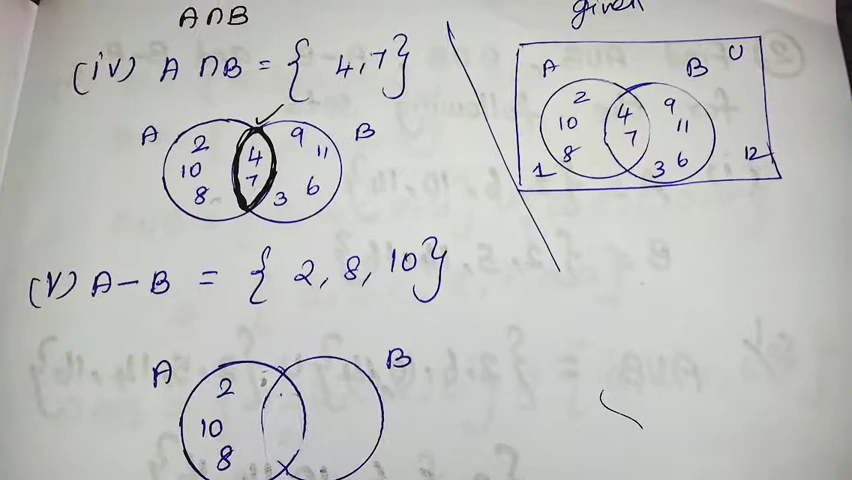 A∩B
given
(iv) A ∩B = { 4,7}
A B
2 4 9
10 7 11
8 3 6
A B U
2 4 9
10 7 11
8 3 6
1 12
(V) A-B = { 2, 8, 10}
A B
2
10
8